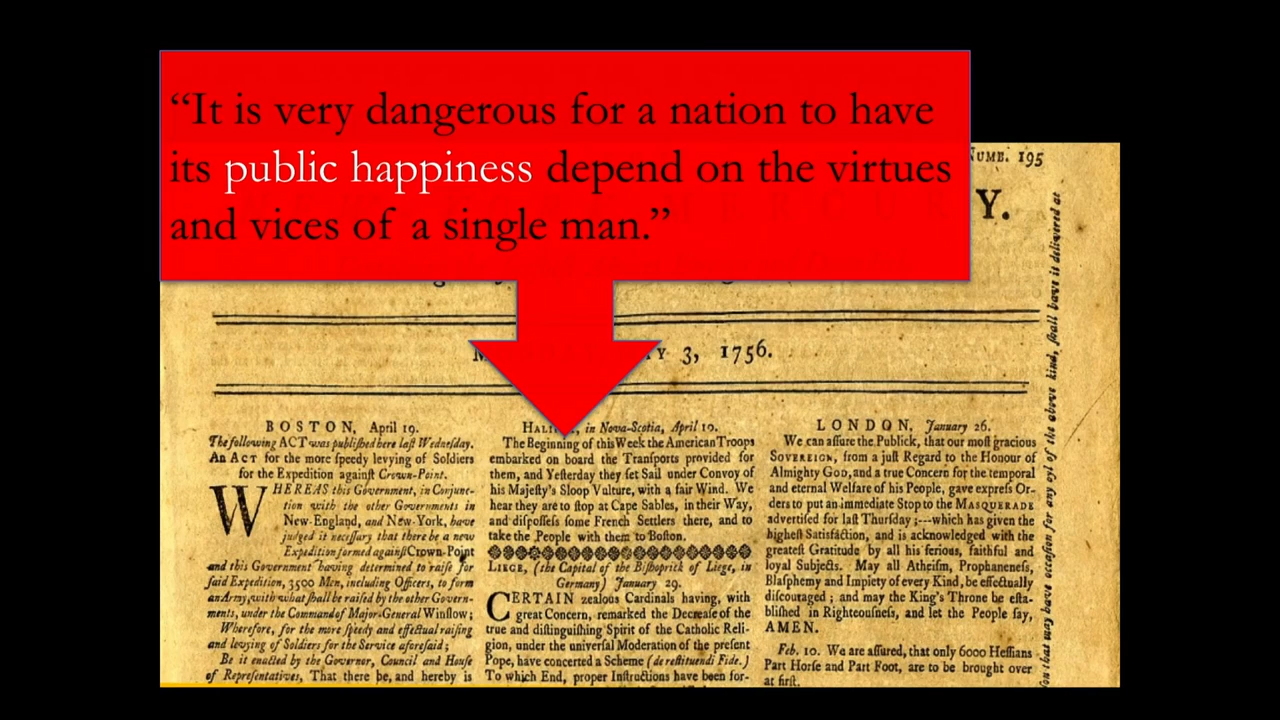 “It is very dangerous for a nation to have
its public happiness depend on the virtues
and vices of a single man.”
NUMB. 195
Y.
3, 1756.
BOSTON, April 19.
The following ACT was published here last Wednesday.
An ACT for the more speedy levying of Soldiers
for the Expedition against Crown-Point.
WHEREAS this Government, in Conjunc-
tion with the other Governments in
New-England, and New-York, have
judged it necessary that there be a new
Expedition formed against Crown-Point
and this Government having determined to raise for
said Expedition, 3500 Men, including Officers, to form
an Army, with what shall be raised by the other Govern-
ments, under the Command of Major-General Winslow;
Wherefore, for the more speedy and effectual raising
and levying of Soldiers for the Service aforesaid;
Be it enacted by the Governor, Council and House
of Representatives, That there be, and hereby is
in Nova-Scotia, April 10.
The Beginning of this Week the American Troops
embarked on board the Transports provided for
them, and Yesterday they set Sail under Convoy of
his Majesty's Sloop Vulture, with a fair Wind. We
hear they are to stop at Cape Sables, in their Way,
and dispossess some French Settlers there, and to
take the People with them to Boston.
LIEGE, (the Capital of the Bishoprick of Liege, in
Germany) January 29.
CERTAIN zealous Cardinals having, with
great Concern, remarked the Decrease of the
true and distinguishing Spirit of the Catholic Reli-
gion, under the universal Moderation of the present
Pope, have concerted a Scheme (de restituendi Fide.)
To which End, proper Instructions have been for-
LONDON, January 26.
We can assure the Publick, that our most gracious
SOVEREIGN, from a just Regard to the Honour of
Almighty God, and a true Concern for the temporal
and eternal Welfare of his People, gave express Or-
ders to put an immediate Stop to the MASQUERADE
advertised for last Thursday;---which has given the
highest Satisfaction, and is acknowledged with the
greatest Gratitude by all his serious, faithful and
loyal Subjects. May all Atheism, Prophaneness,
Blasphemy and Impiety of every Kind, be effectually
discouraged; and may the King's Throne be esta-
blished in Righteousness, and let the People say,
AMEN.
Feb. 10. We are assured, that only 6000 Hessians
Part Horse and Part Foot, are to be brought over
at first.
that may have occasion for any of the above kind, shall have it delivered at